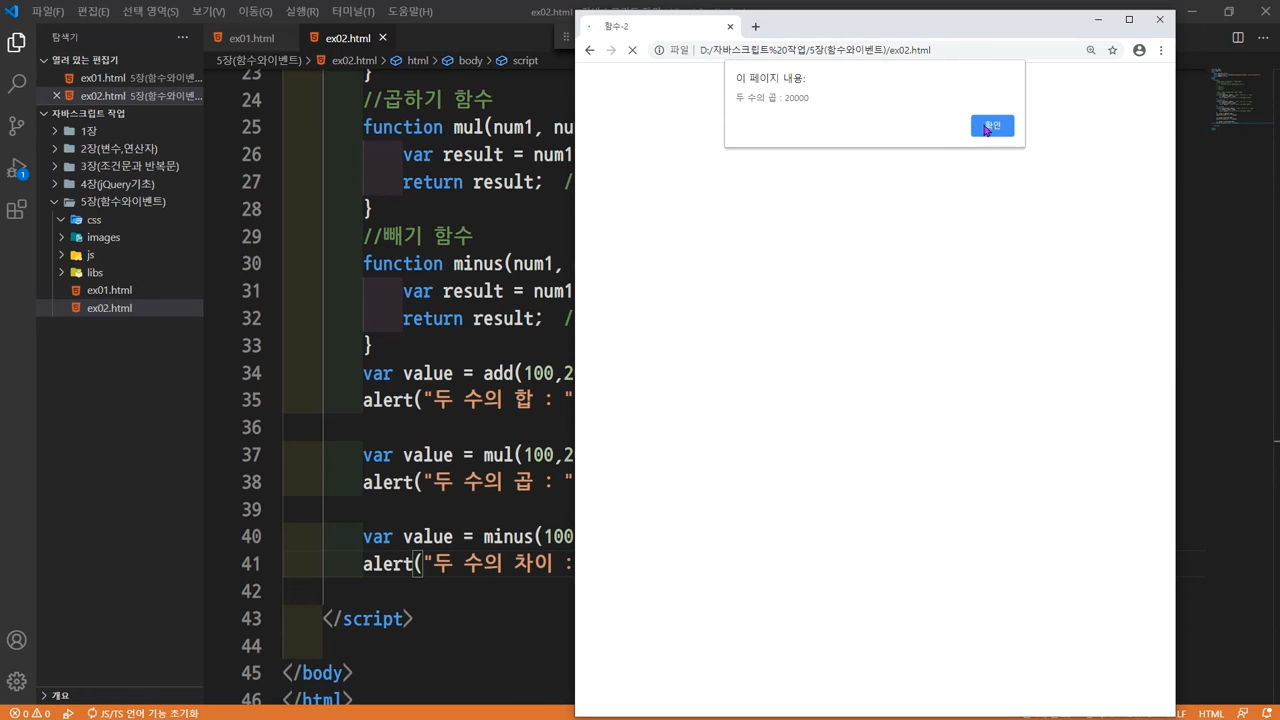 파일(F) 편집(E) 선택 영역(S) 보기(V) 이동(G) 실행(R) 터미널(T) 도움말(H)
탐색기
열려 있는 편집기
ex01.html 5장(함수와이벤...
ex02.html 5장(함수와이벤...
자바스크립트 작업
1장
2장(변수,연산자)
3장(조건문과 반복문)
4장(jQuery기초)
5장(함수와이벤트)
css
images
js
libs
ex01.html
ex02.html
개요
ex01.html
ex02.html
5장(함수와이벤트) > ex02.html > html > body > script
23 }
24 //곱하기 함수
25 function mul(num1, nu
26 var result = num1
27 return result; /
28 }
29 //빼기 함수
30 function minus(num1,
31 var result = num1
32 return result; /
33 }
34 var value = add(100,2
35 alert("두 수의 합 : "
36
37 var value = mul(100,2
38 alert("두 수의 곱 : "
39
40 var value = minus(100
41 alert("두 수의 차이 :
42
43 </script>
44
45 </body>
46 </html>
함수-2
파일 D:/자바스크립트%20작업/5장(함수와이벤트)/ex02.html
이 페이지 내용:
두 수의 곱 : 20000
확인
0 0 JS/TS 언어 기능 초기화
LF HTML